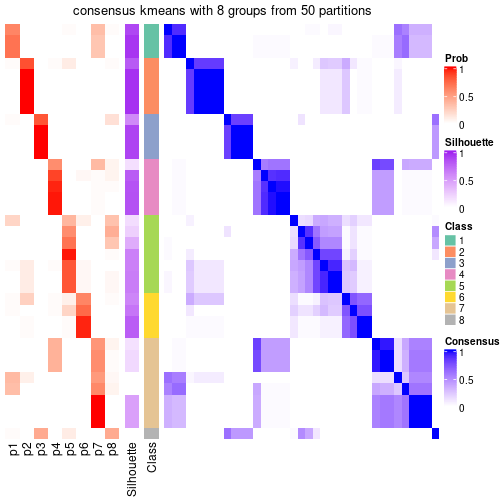 consensus kmeans with 8 groups from 50 partitions
Prob
1
0.5
0
Silhouette
1
0.5
0
Class
1
2
3
4
5
6
7
8
Consensus
1
0.5
0
p1
p2
p3
p4
p5
p6
p7
p8
Silhouette
Class